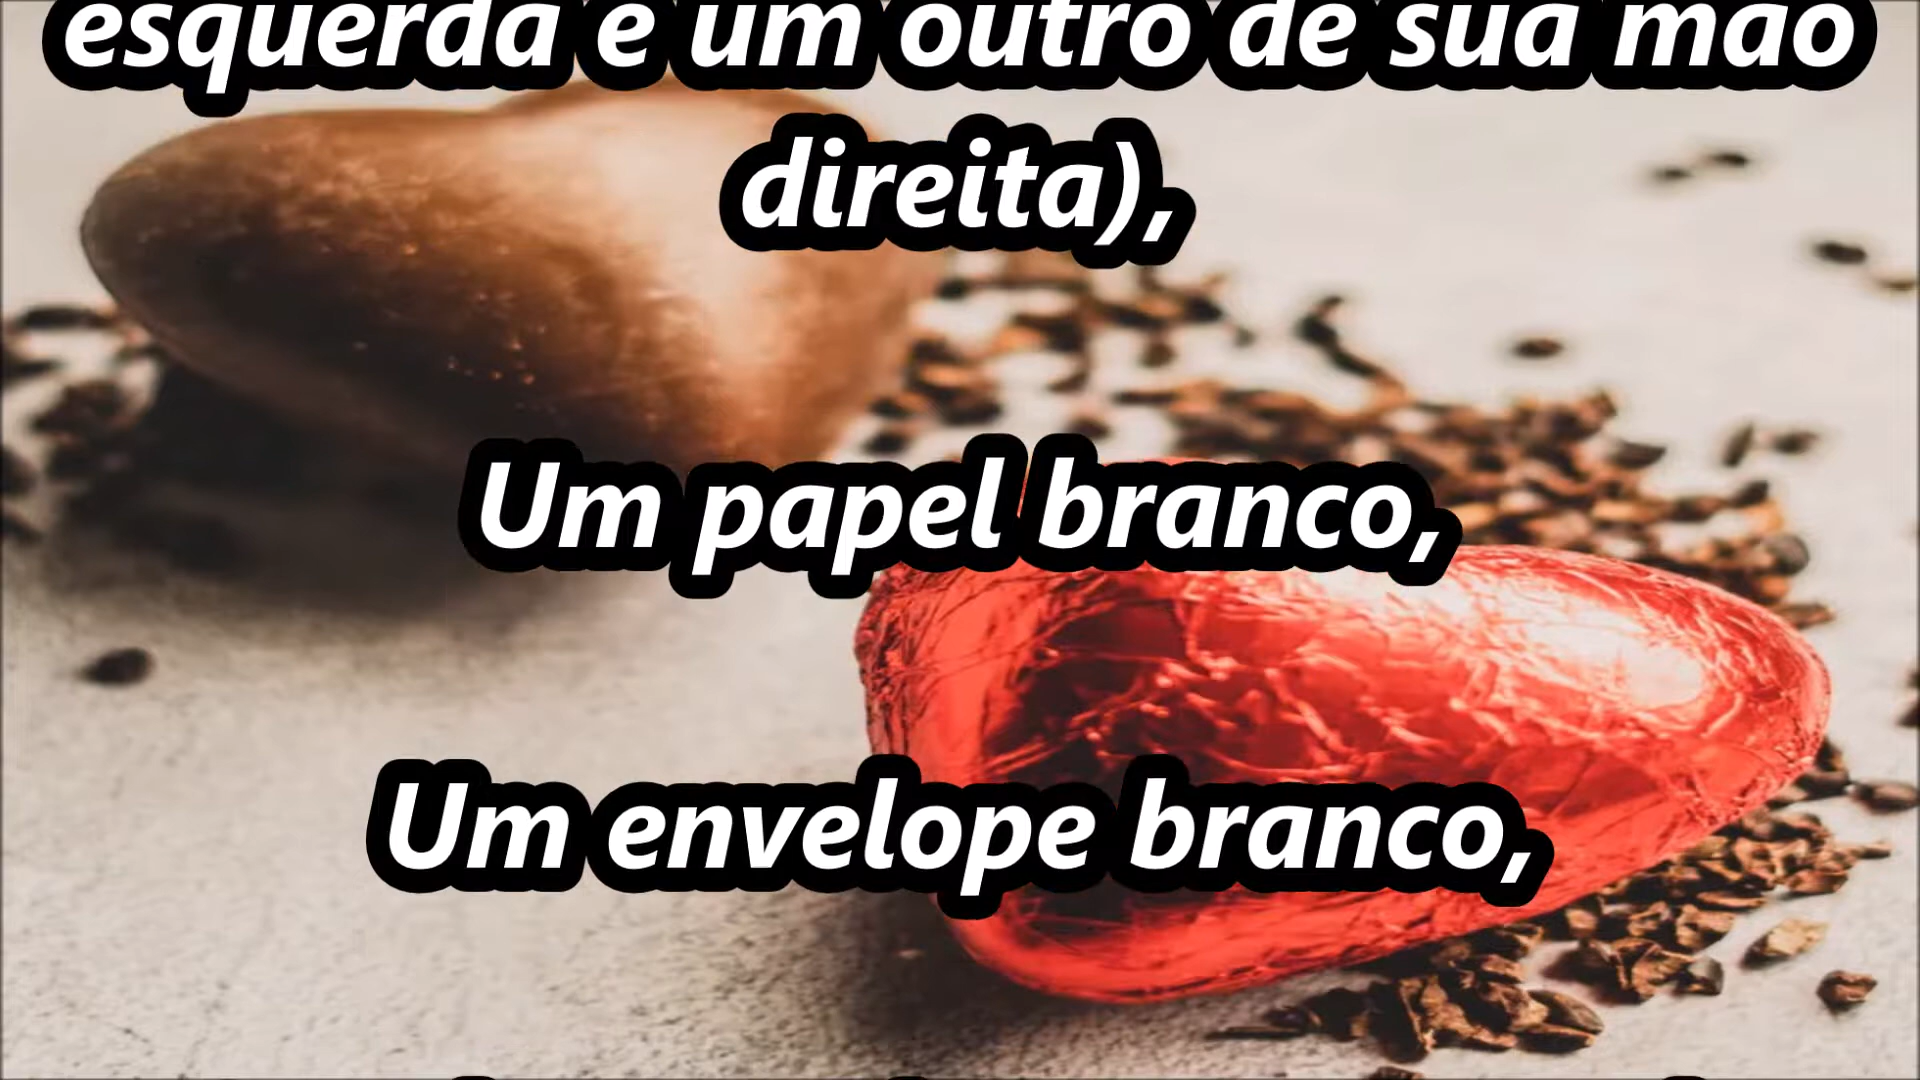 esquerda e um outro de sua mão
direita),
Um papel branco,
Um envelope branco,